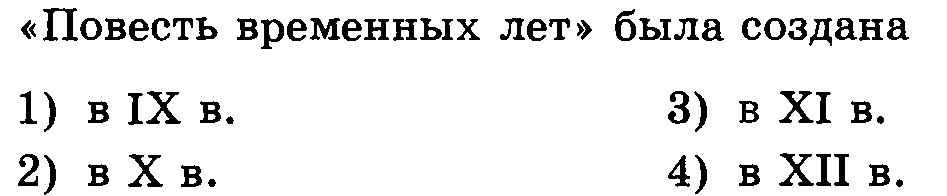 «Повесть временных лет» была создана
1) в IX в. 3) в XI в.
2) в X в. 4) в XII в.